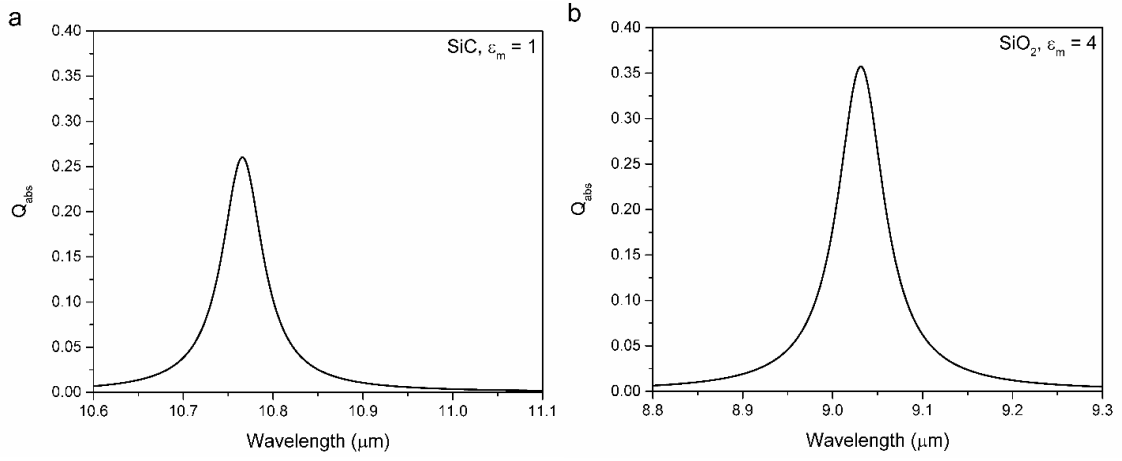 a
SiC, εm = 1
0.40
0.35
0.30
0.25
0.20
0.15
0.10
0.05
0.00
Qabs
10.6 10.7 10.8 10.9 11.0 11.1
Wavelength (μm)
b
SiO2, εm = 4
0.40
0.35
0.30
0.25
0.20
0.15
0.10
0.05
0.00
Qabs
8.8 8.9 9.0 9.1 9.2 9.3
Wavelength (μm)